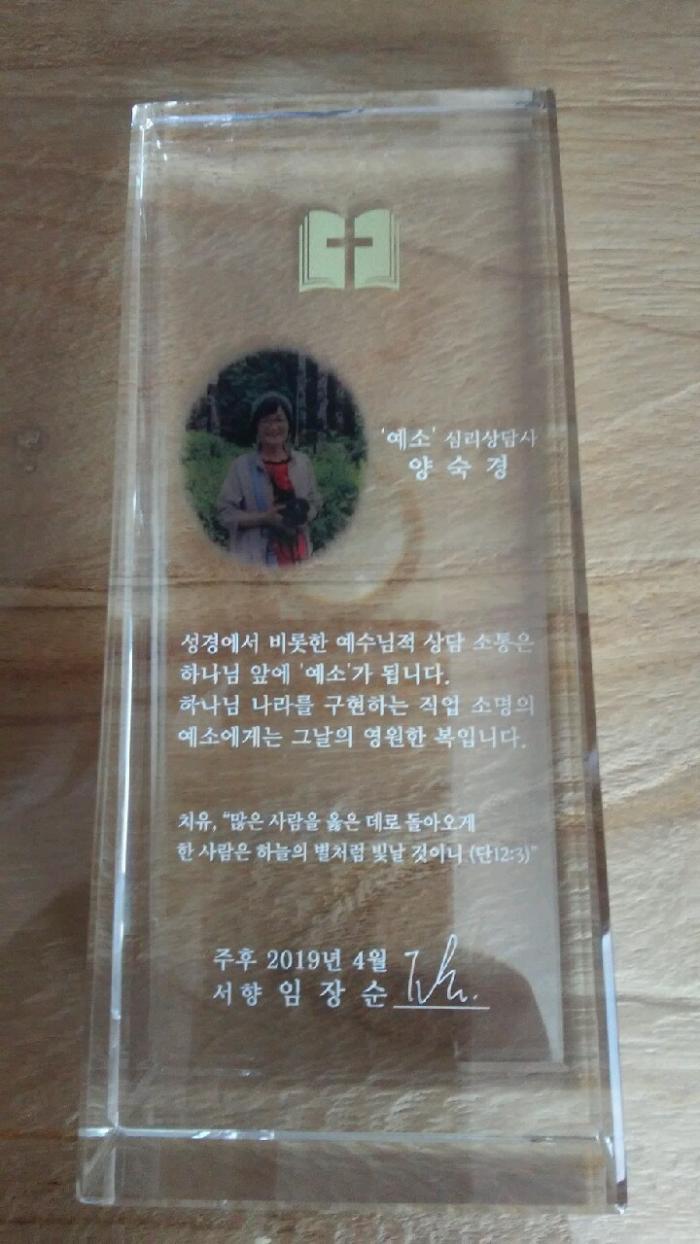 '예소' 심리상담사
양 숙 경
성경에서 비롯한 예수님적 상담 소통은
하나님 앞에 '예소'가 됩니다.
하나님 나라를 구현하는 직업 소명의
예소에게는 그날의 영원한 복입니다.
치유, "많은 사람을 옳은 데로 돌아오게
한 사람은 하늘의 별처럼 빛날 것이니 (단12:3)"
주후 2019년 4월
서향 임 장 순